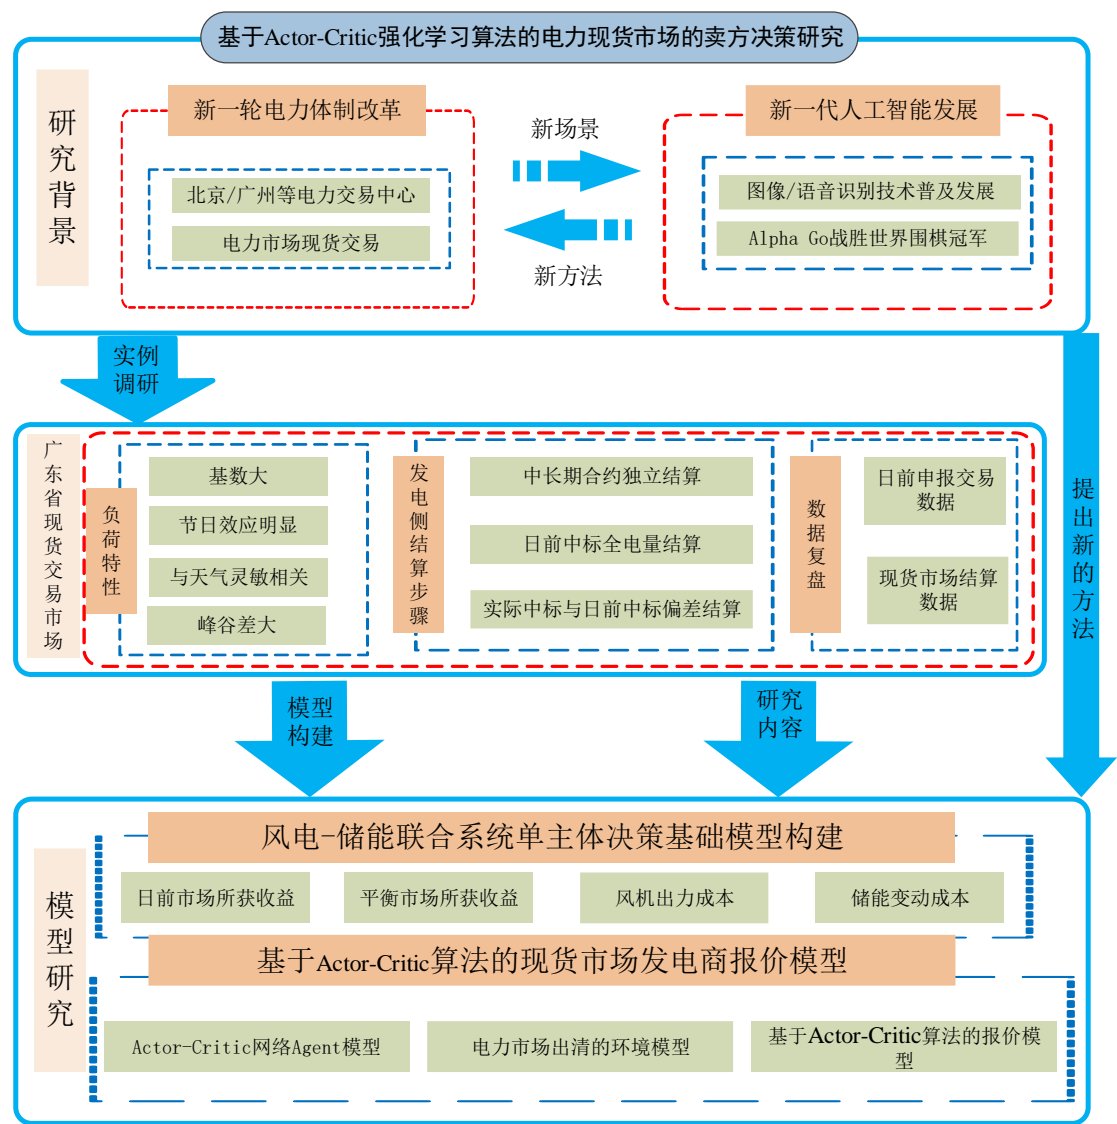 基于Actor-Critic强化学习算法的电力现货市场的卖方决策研究
研究背景
新一轮电力体制改革
北京/广州等电力交易中心
电力市场现货交易
新场景
新方法
新一代人工智能发展
图像/语音识别技术普及发展
Alpha Go战胜世界围棋冠军
实例
调研
提出新的方法
广东省现货交易市场
负荷特性
基数大
节日效应明显
与天气灵敏相关
峰谷差大
发电侧结算步骤
中长期合约独立结算
日前中标全电量结算
实际中标与日前中标偏差结算
数据复盘
日前申报交易
数据
现货市场结算
数据
模型
构建
研究
内容
模型研究
风电-储能联合系统单主体决策基础模型构建
日前市场所获收益
平衡市场所获收益
风机出力成本
储能变动成本
基于Actor-Critic算法的现货市场发电商报价模型
Actor-Critic网络Agent模型
电力市场出清的环境模型
基于Actor-Critic算法的报价模
型